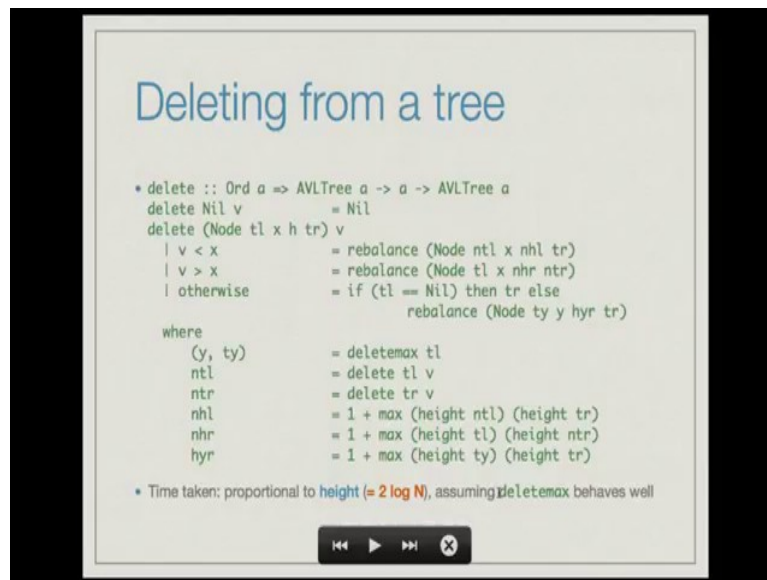 Deleting from a tree
• delete :: Ord a => AVLTree a -> a -> AVLTree a
delete Nil v = Nil
delete (Node tl x h tr) v
| v < x = rebalance (Node ntl x nhl tr)
| v > x = rebalance (Node tl x nhr ntr)
| otherwise = if (tl == Nil) then tr else
rebalance (Node ty y hyr tr)
where
(y, ty) = deletemax tl
ntl = delete tl v
ntr = delete tr v
nhl = 1 + max (height ntl) (height tr)
nhr = 1 + max (height tl) (height ntr)
hyr = 1 + max (height ty) (height tr)
• Time taken: proportional to height (= 2 log N), assuming deletemax behaves well